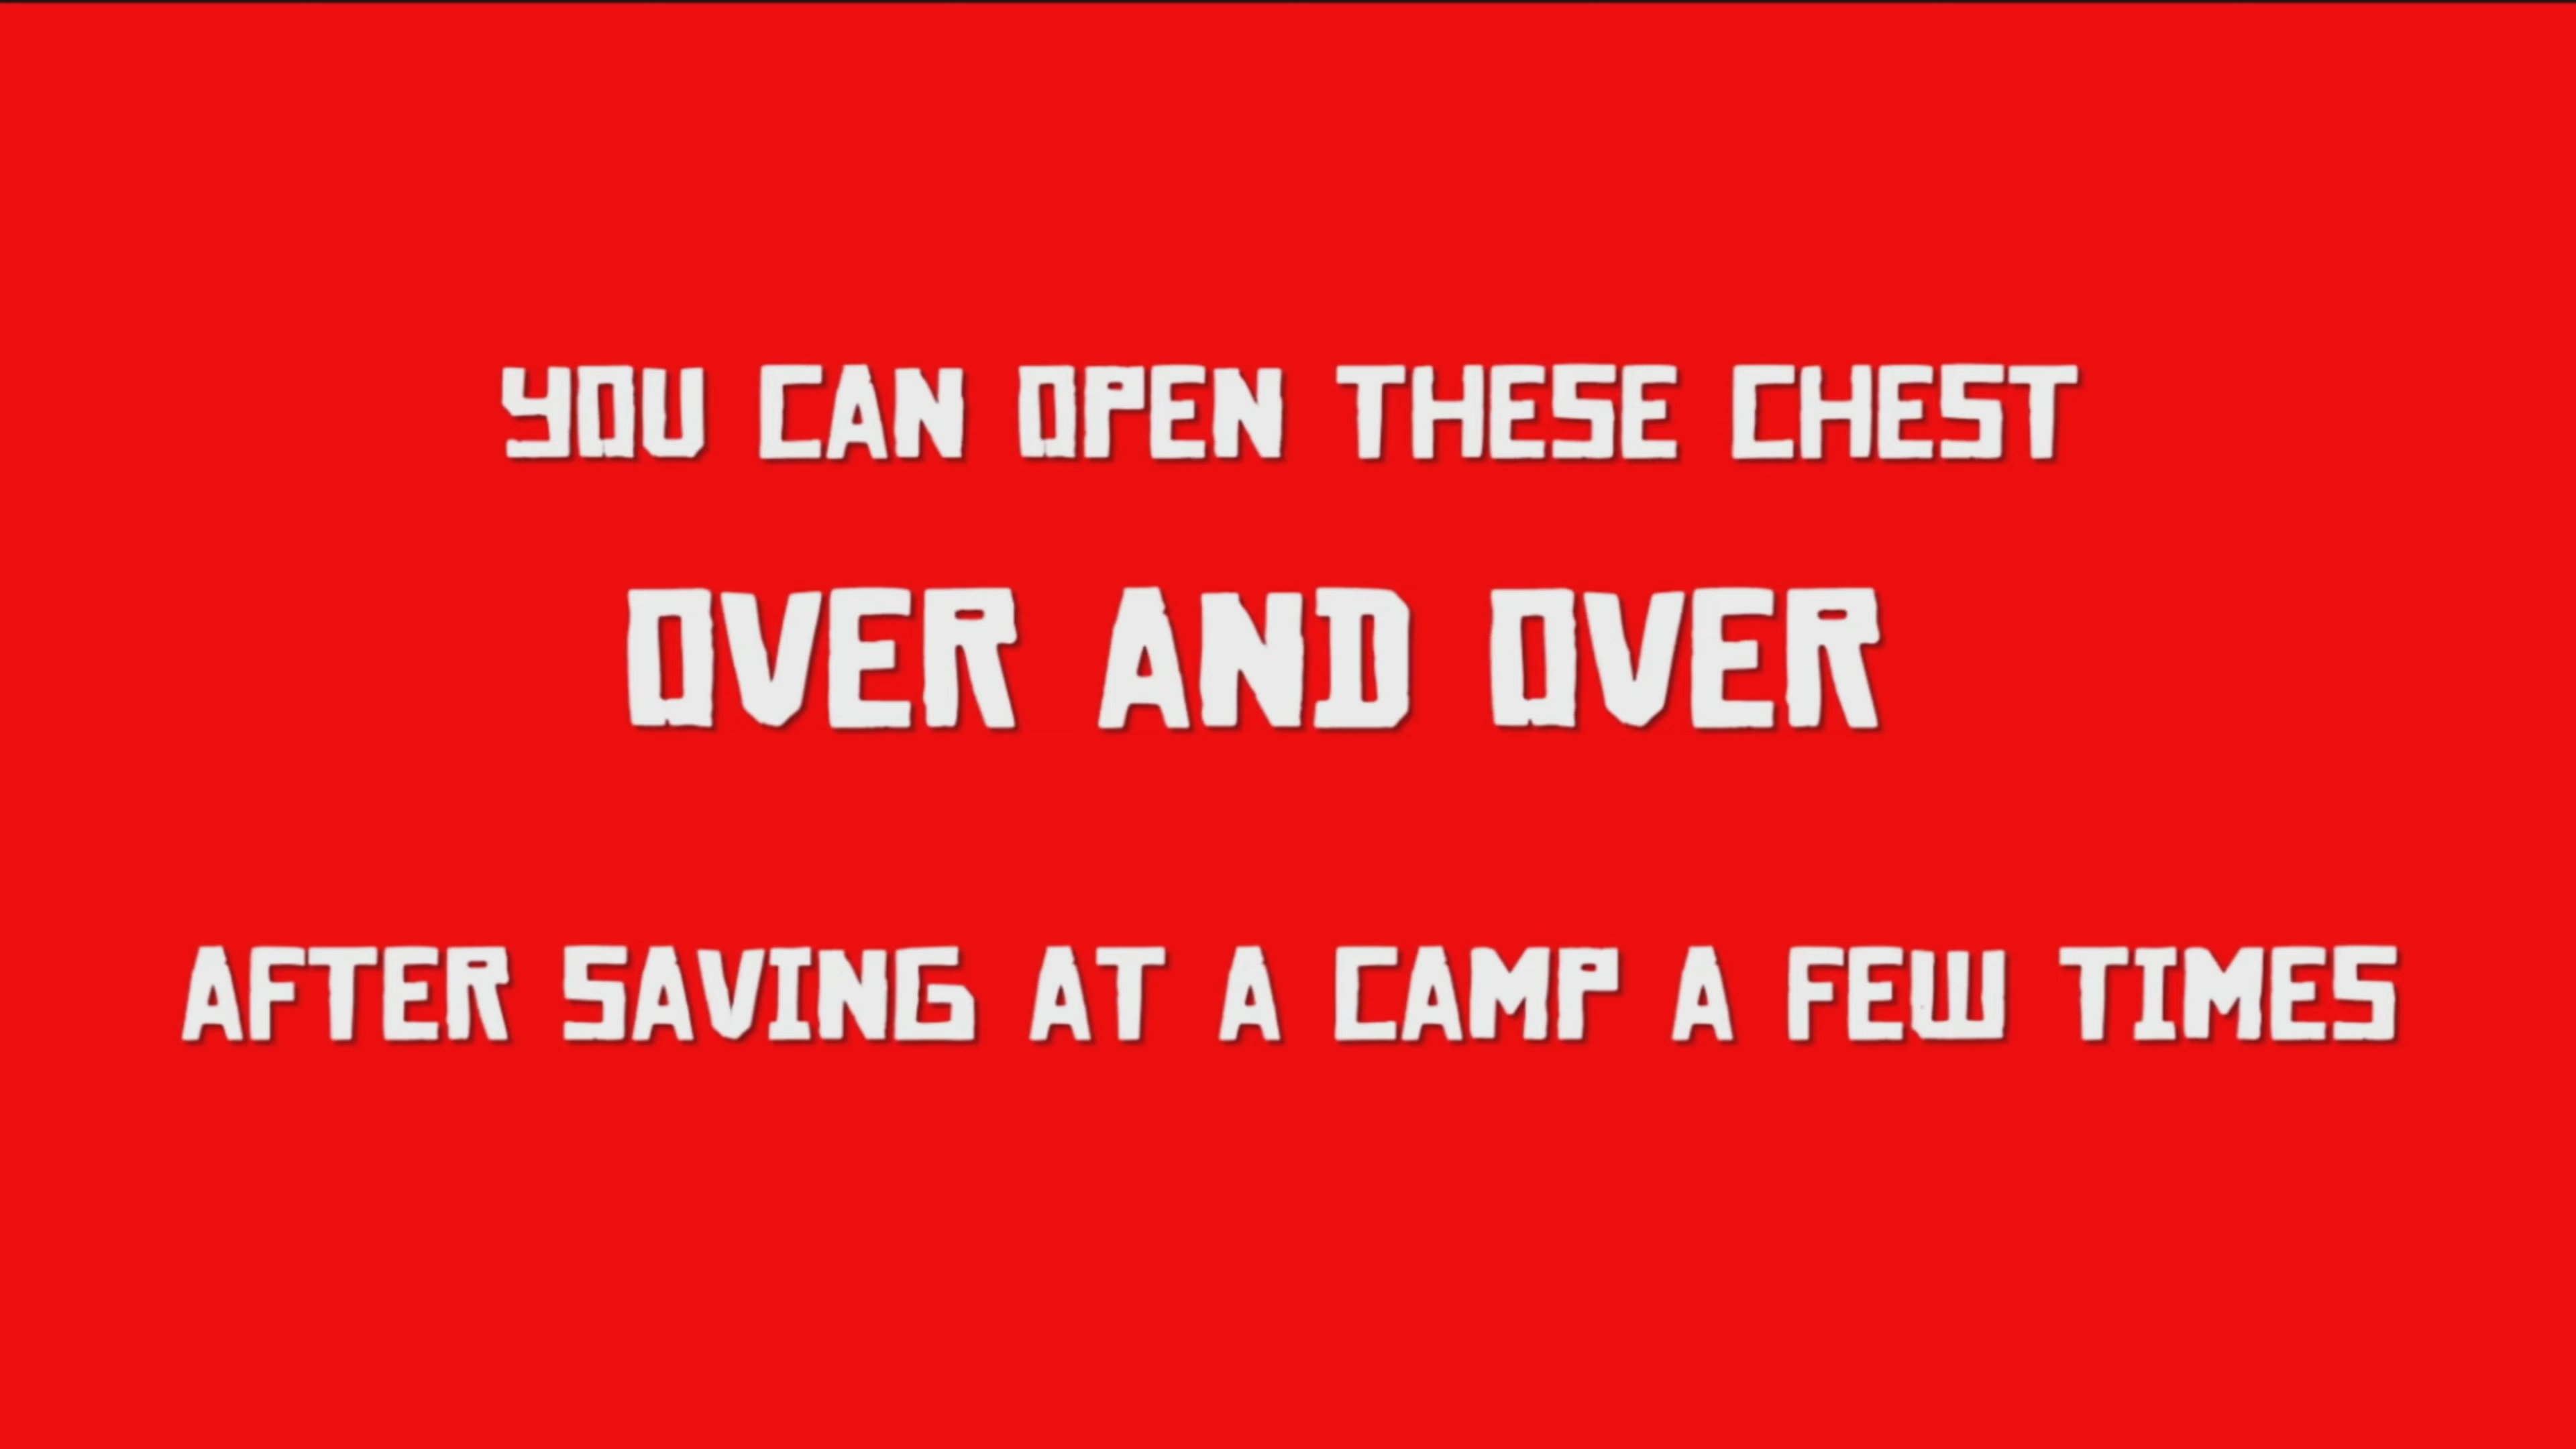 YOU CAN OPEN THESE CHEST
OVER AND OVER
AFTER SAVING AT A CAMP A FEW TIMES